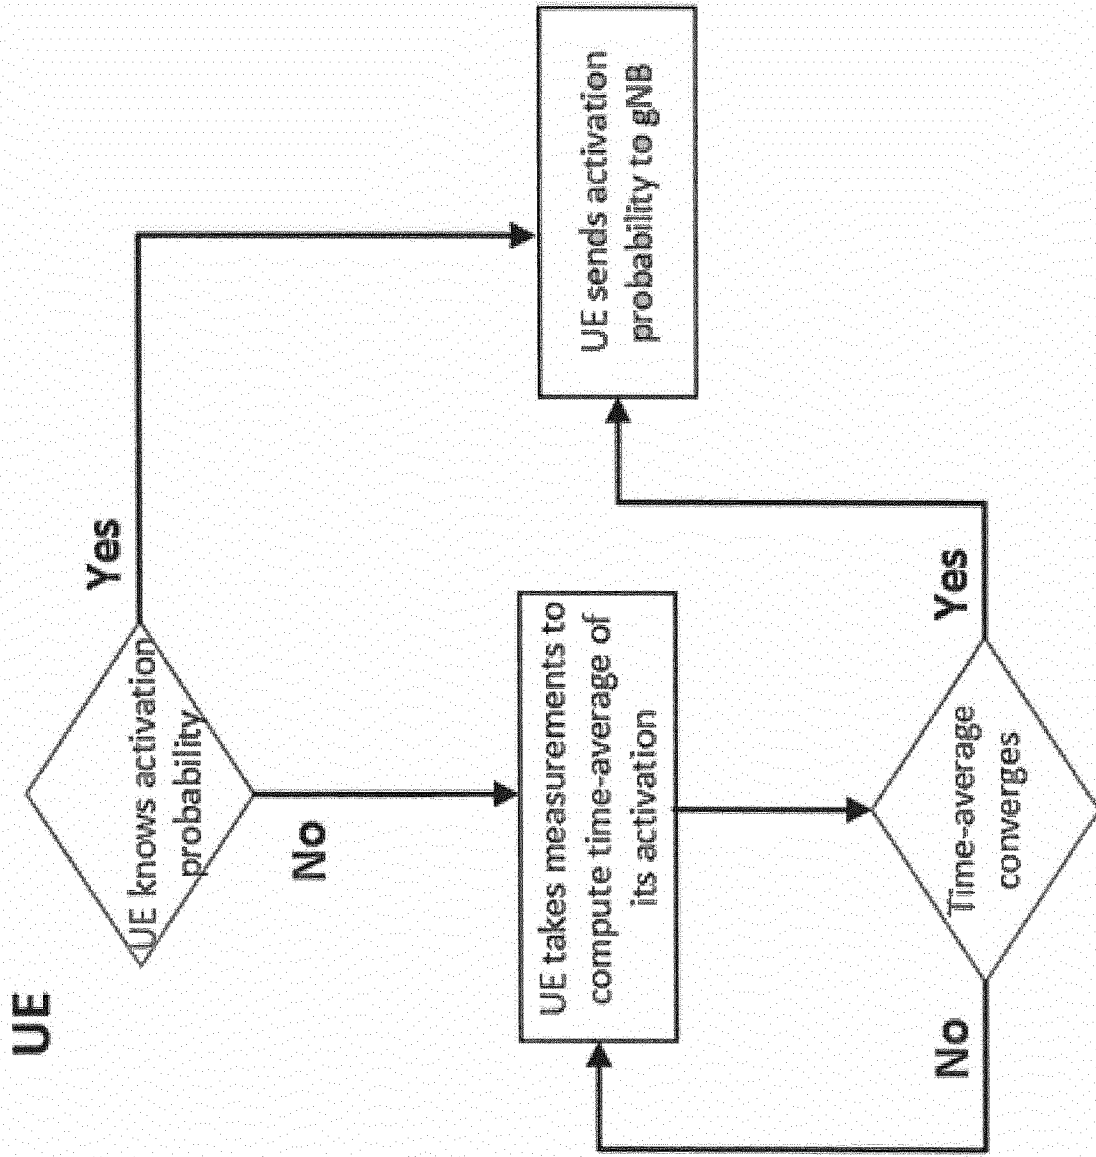 UE
UE knows activation
probability
Yes
No
UE takes measurements to
compute time-average of
its activation
UE sends activation
probability to gNB
Time-average
converges
No
Yes